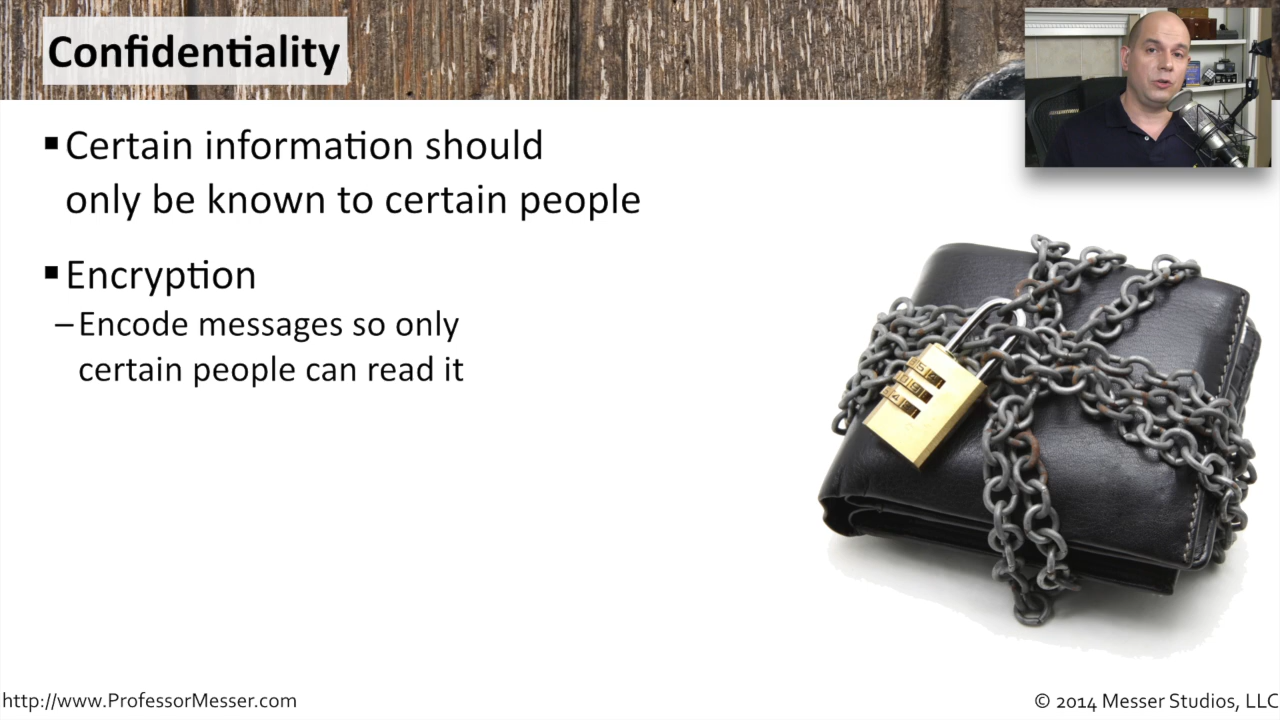 Confidentiality
▪ Certain information should
only be known to certain people
▪ Encryption
– Encode messages so only
certain people can read it
http://www.ProfessorMesser.com
© 2014 Messer Studios, LLC